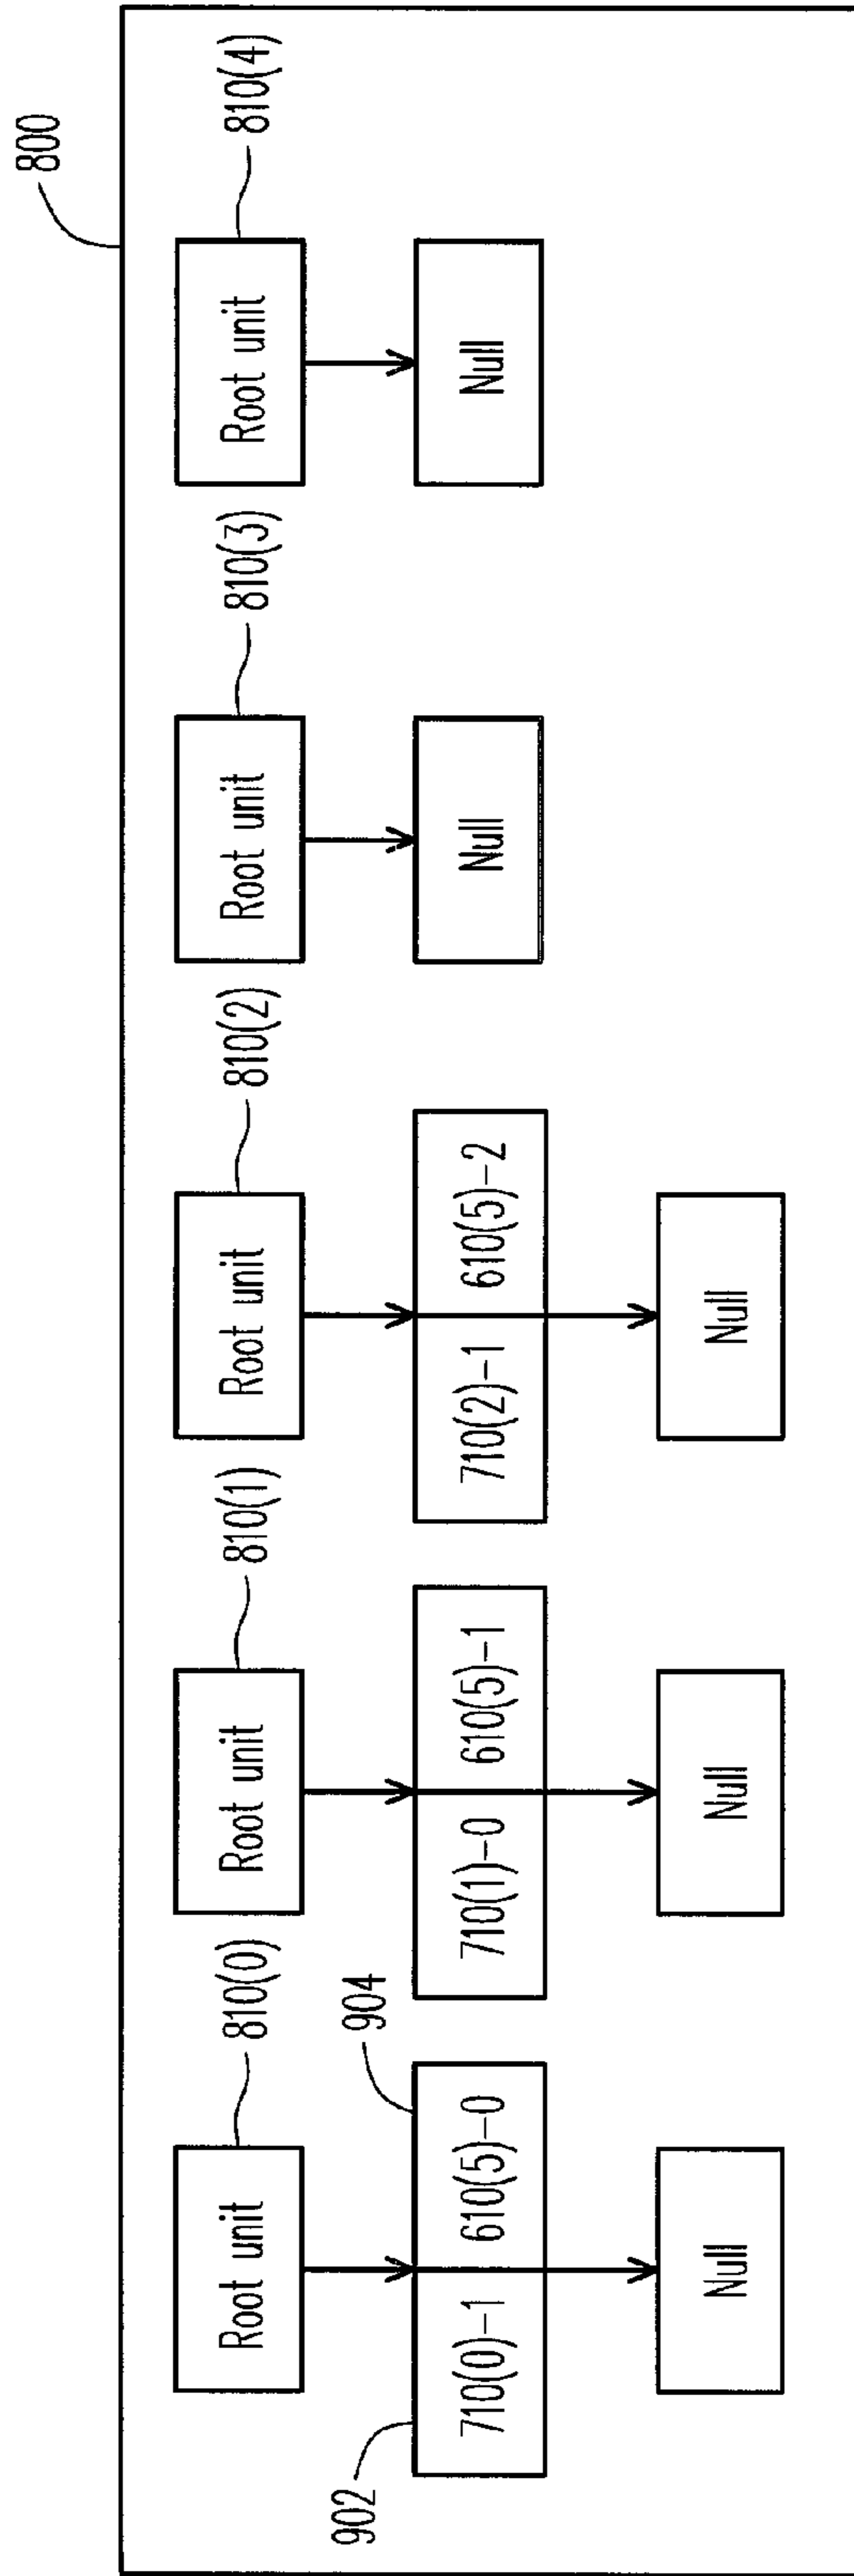 800
810(0)
810(1)
810(2)
810(3)
810(4)
Root unit
Root unit
Root unit
Root unit
Root unit
902
904
710(0)-1
610(5)-0
710(1)-0
610(5)-1
710(2)-1
610(5)-2
Null
Null
Null
Null
Null